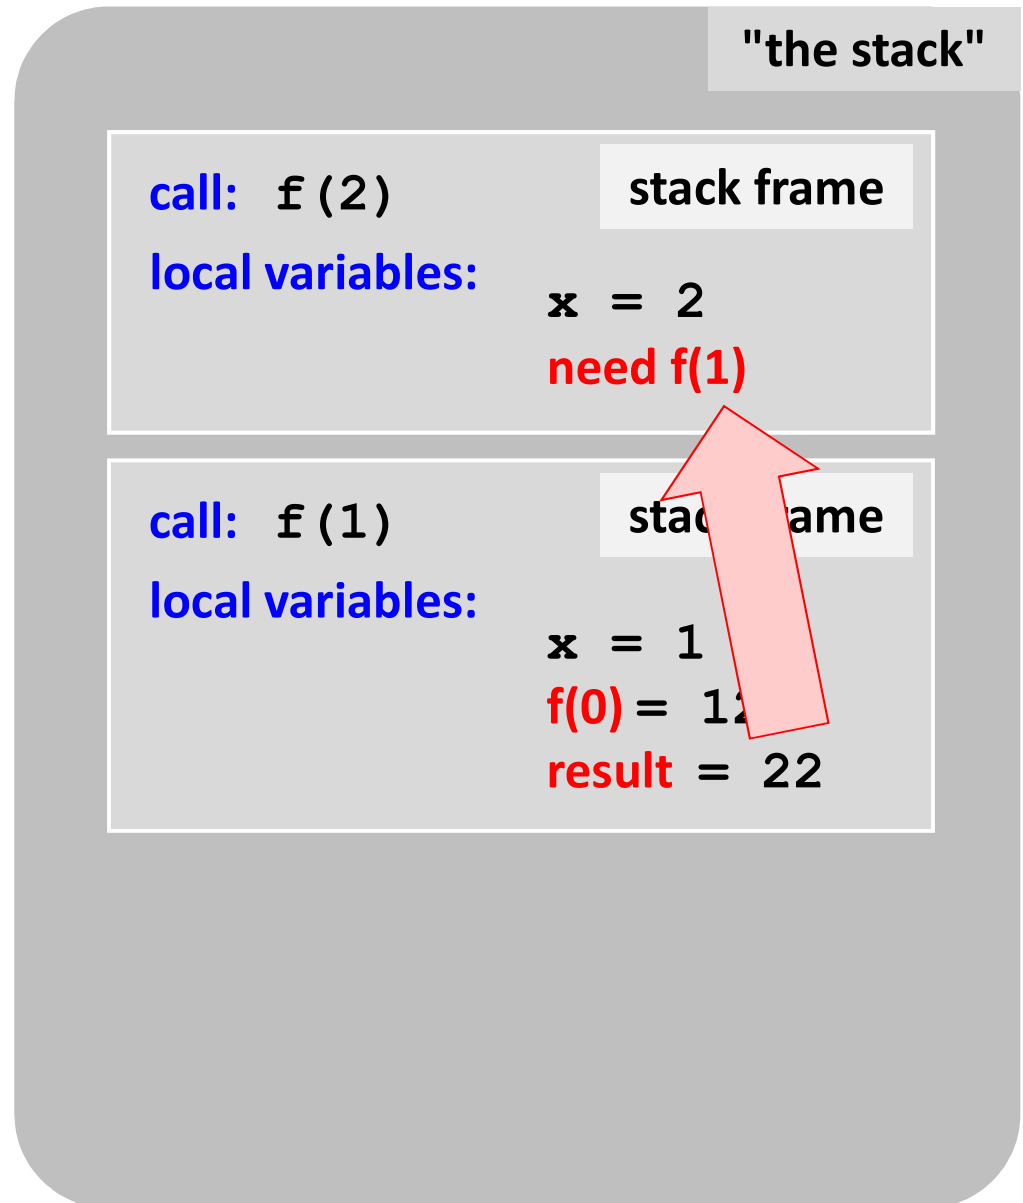 "the stack"
call: f(2)
stack frame
local variables:
x = 2
need f(1)
call: f(1)
local variables:
x = 1
f(0) = 12
result = 22